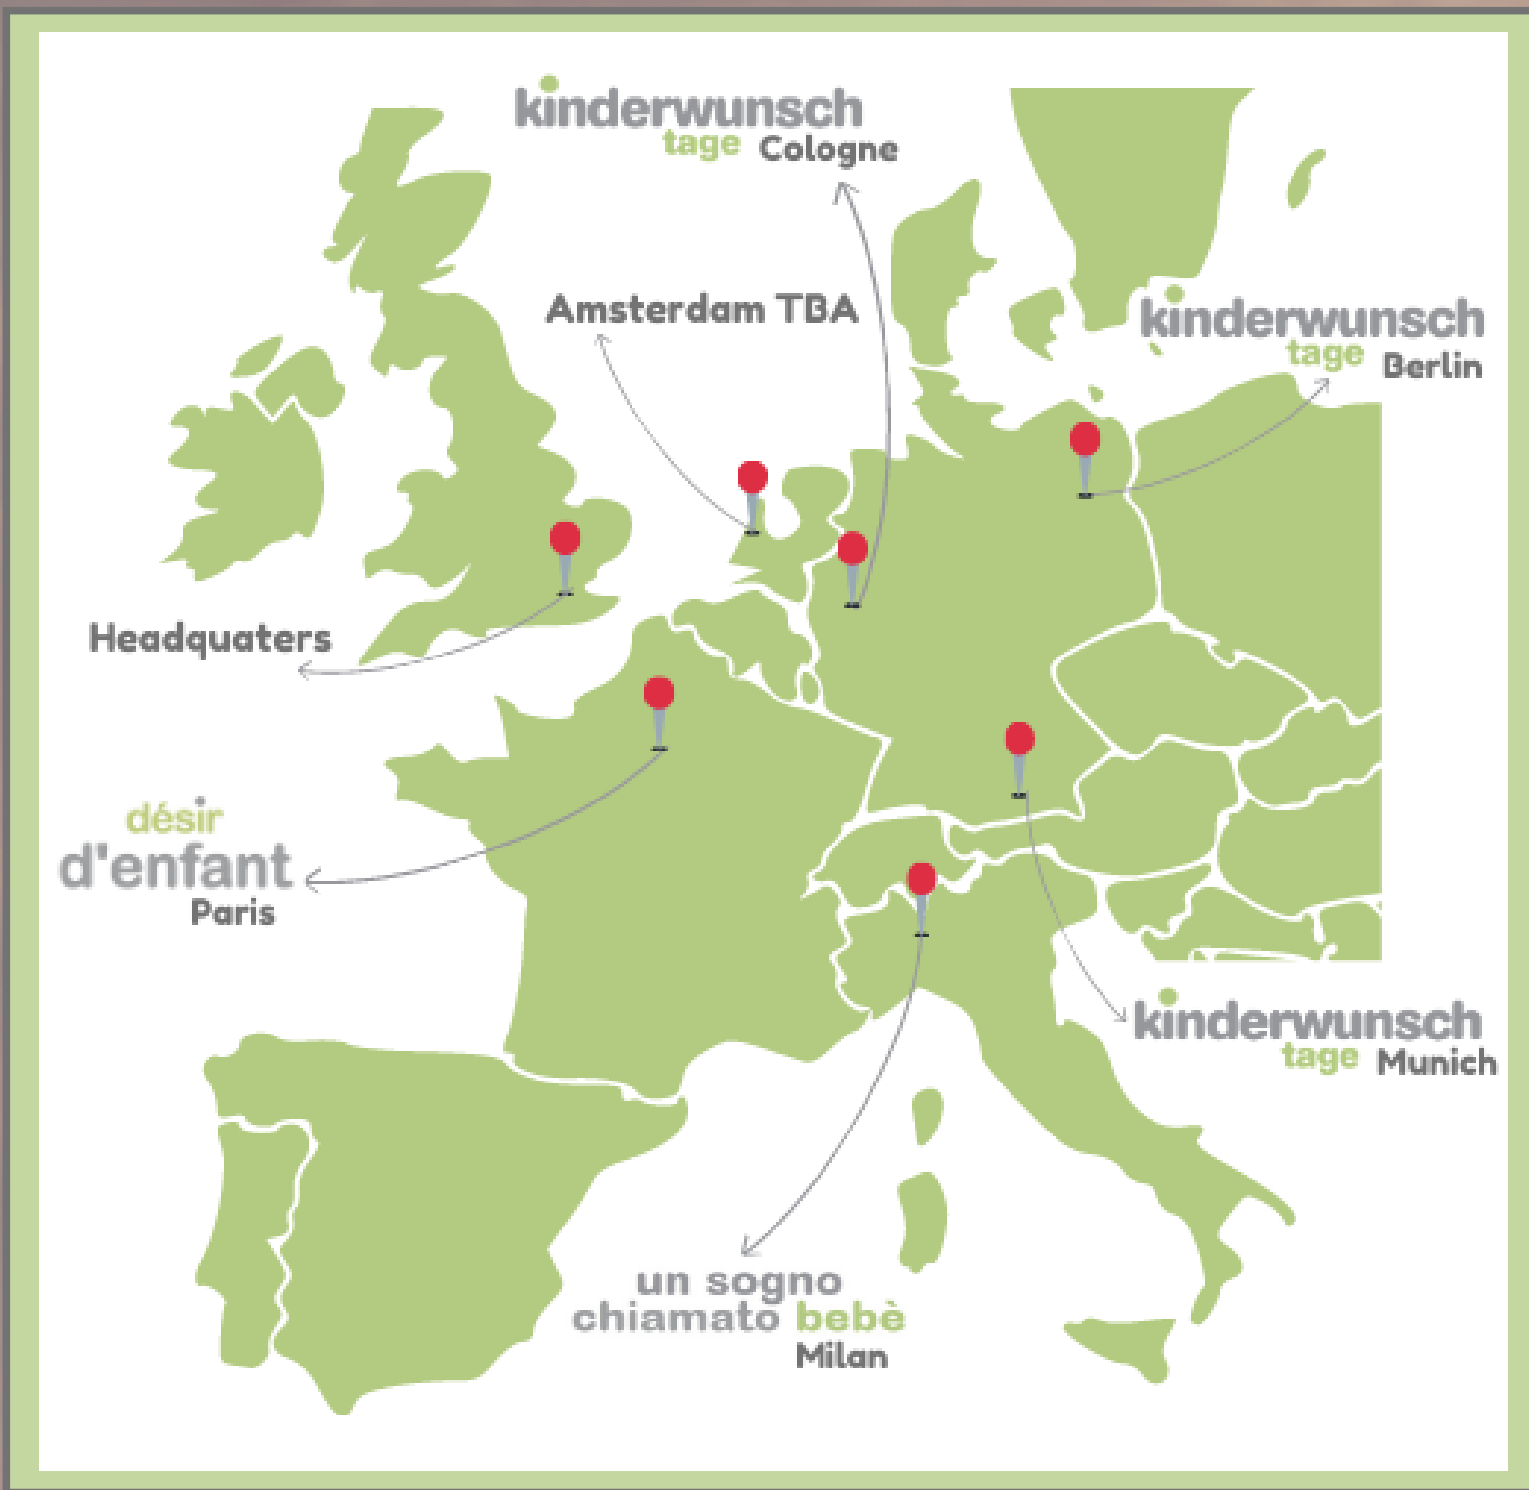 kinderwunsch
tage Cologne
Amsterdam TBA
kinderwunsch
tage Berlin
Headquaters
désir
d'enfant
Paris
kinderwunsch
tage Munich
un sogno
chiamato bebè
Milan